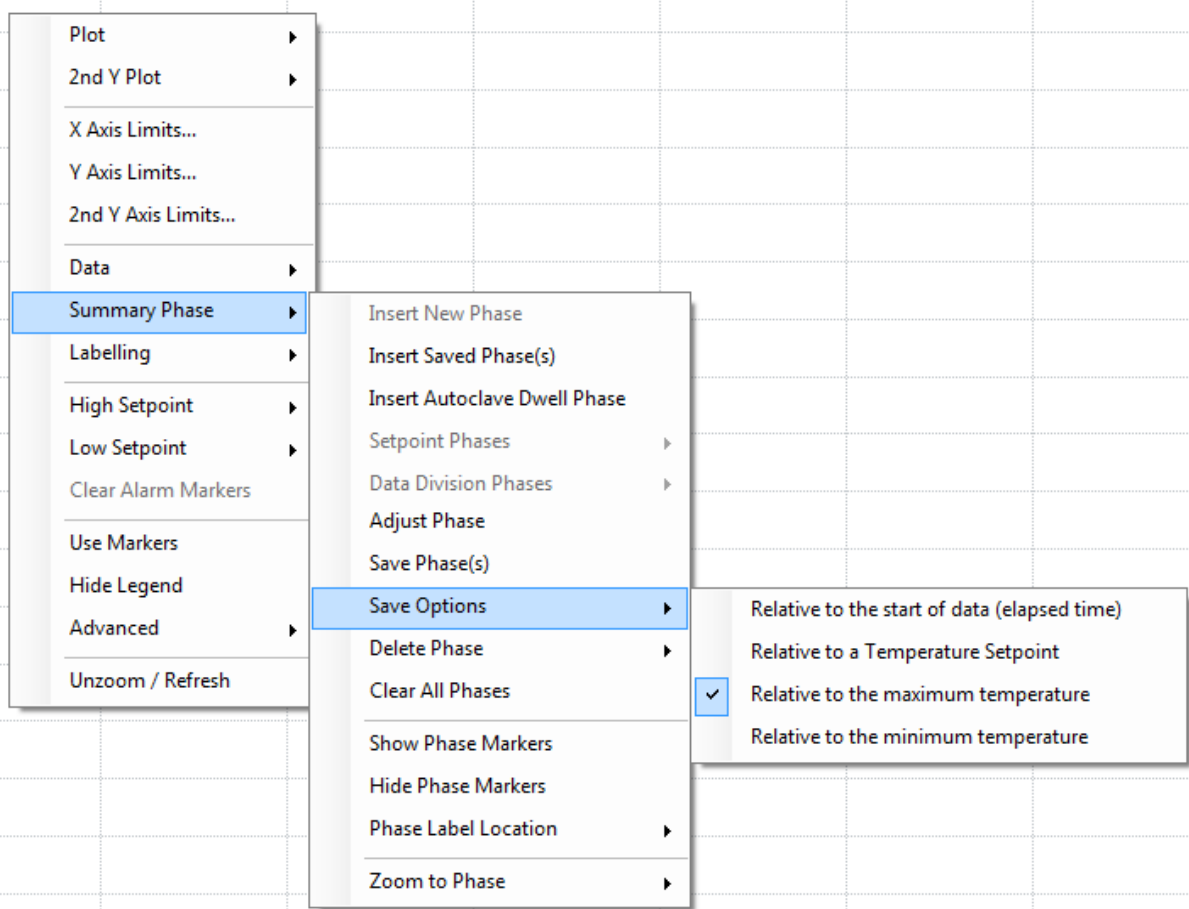 Plot
2nd Y Plot
X Axis Limits...
Y Axis Limits...
2nd Y Axis Limits...
Data
Summary Phase
Labelling
High Setpoint
Low Setpoint
Clear Alarm Markers
Use Markers
Hide Legend
Advanced
Unzoom / Refresh
Insert New Phase
Insert Saved Phase(s)
Insert Autoclave Dwell Phase
Setpoint Phases
Data Division Phases
Adjust Phase
Save Phase(s)
Save Options
Delete Phase
Clear All Phases
Show Phase Markers
Hide Phase Markers
Phase Label Location
Zoom to Phase
Relative to the start of data (elapsed time)
Relative to a Temperature Setpoint
Relative to the maximum temperature
Relative to the minimum temperature